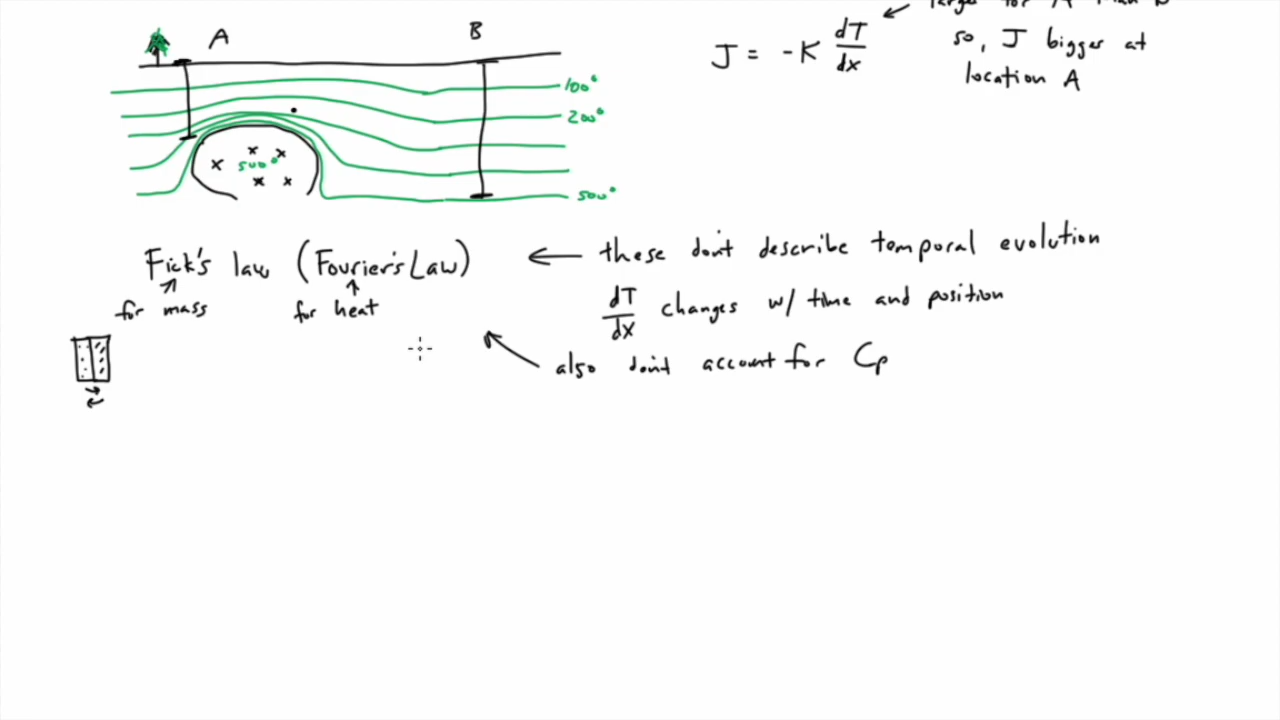 A
B
100°
200°
500°
500°
J = -K dT/dx
so, J bigger at
location A
Fick's law (Fourier's Law)
for mass
for heat
these don't describe temporal evolution
dT/dx changes w/ time and position
also don't account for Cp